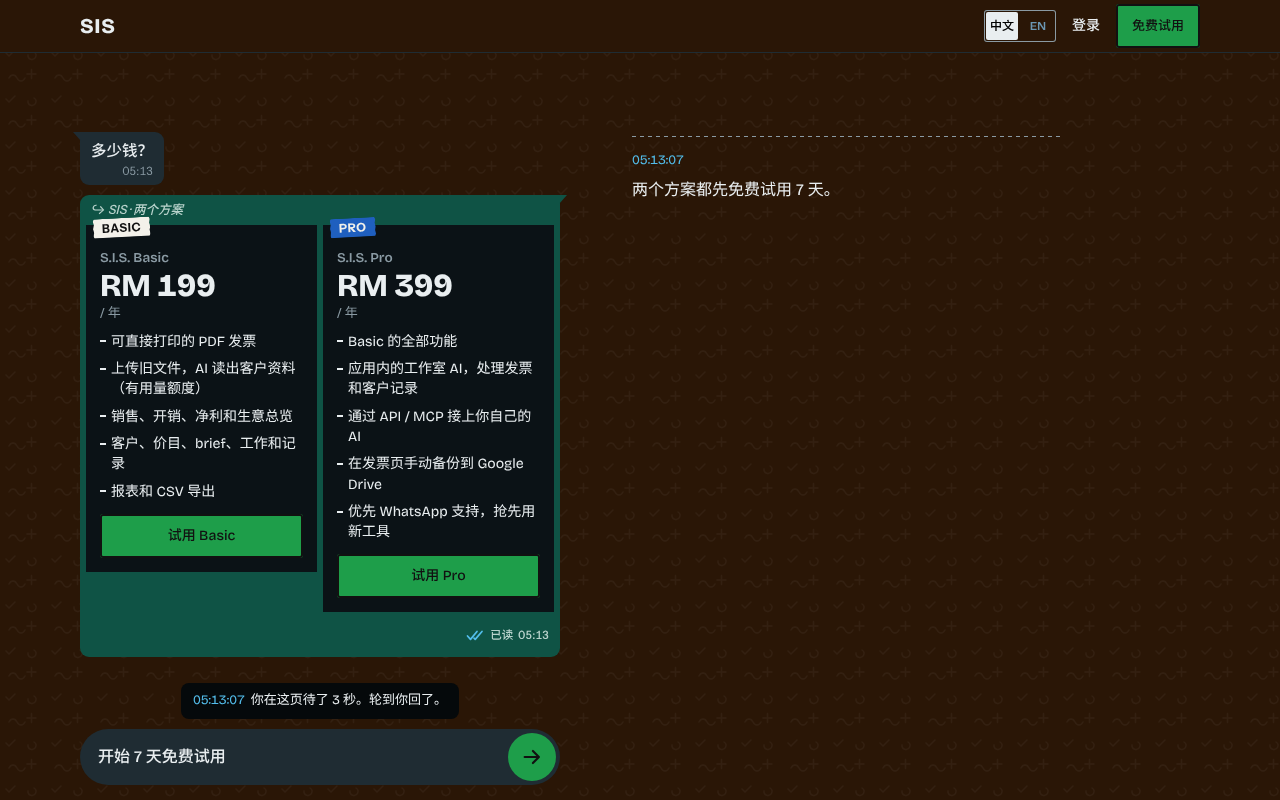 SIS
中文
EN
登录
免费试用
多少钱?
05:13
↪ SIS · 两个方案
BASIC
S.I.S. Basic
RM 199
/ 年
– 可直接打印的 PDF 发票
– 上传旧文件，AI 读出客户资料
（有用量额度）
– 销售、开销、净利和生意总览
– 客户、价目、brief、工作和记
录
– 报表和 CSV 导出
试用 Basic
PRO
S.I.S. Pro
RM 399
/ 年
– Basic 的全部功能
– 应用内的工作室 AI，处理发票
和客户记录
– 通过 API / MCP 接上你自己的
AI
– 在发票页手动备份到 Google
Drive
– 优先 WhatsApp 支持，抢先用
新工具
试用 Pro
已读 05:13
05:13:07 你在这页待了 3 秒。轮到你回了。
开始 7 天免费试用
05:13:07
两个方案都先免费试用 7 天。